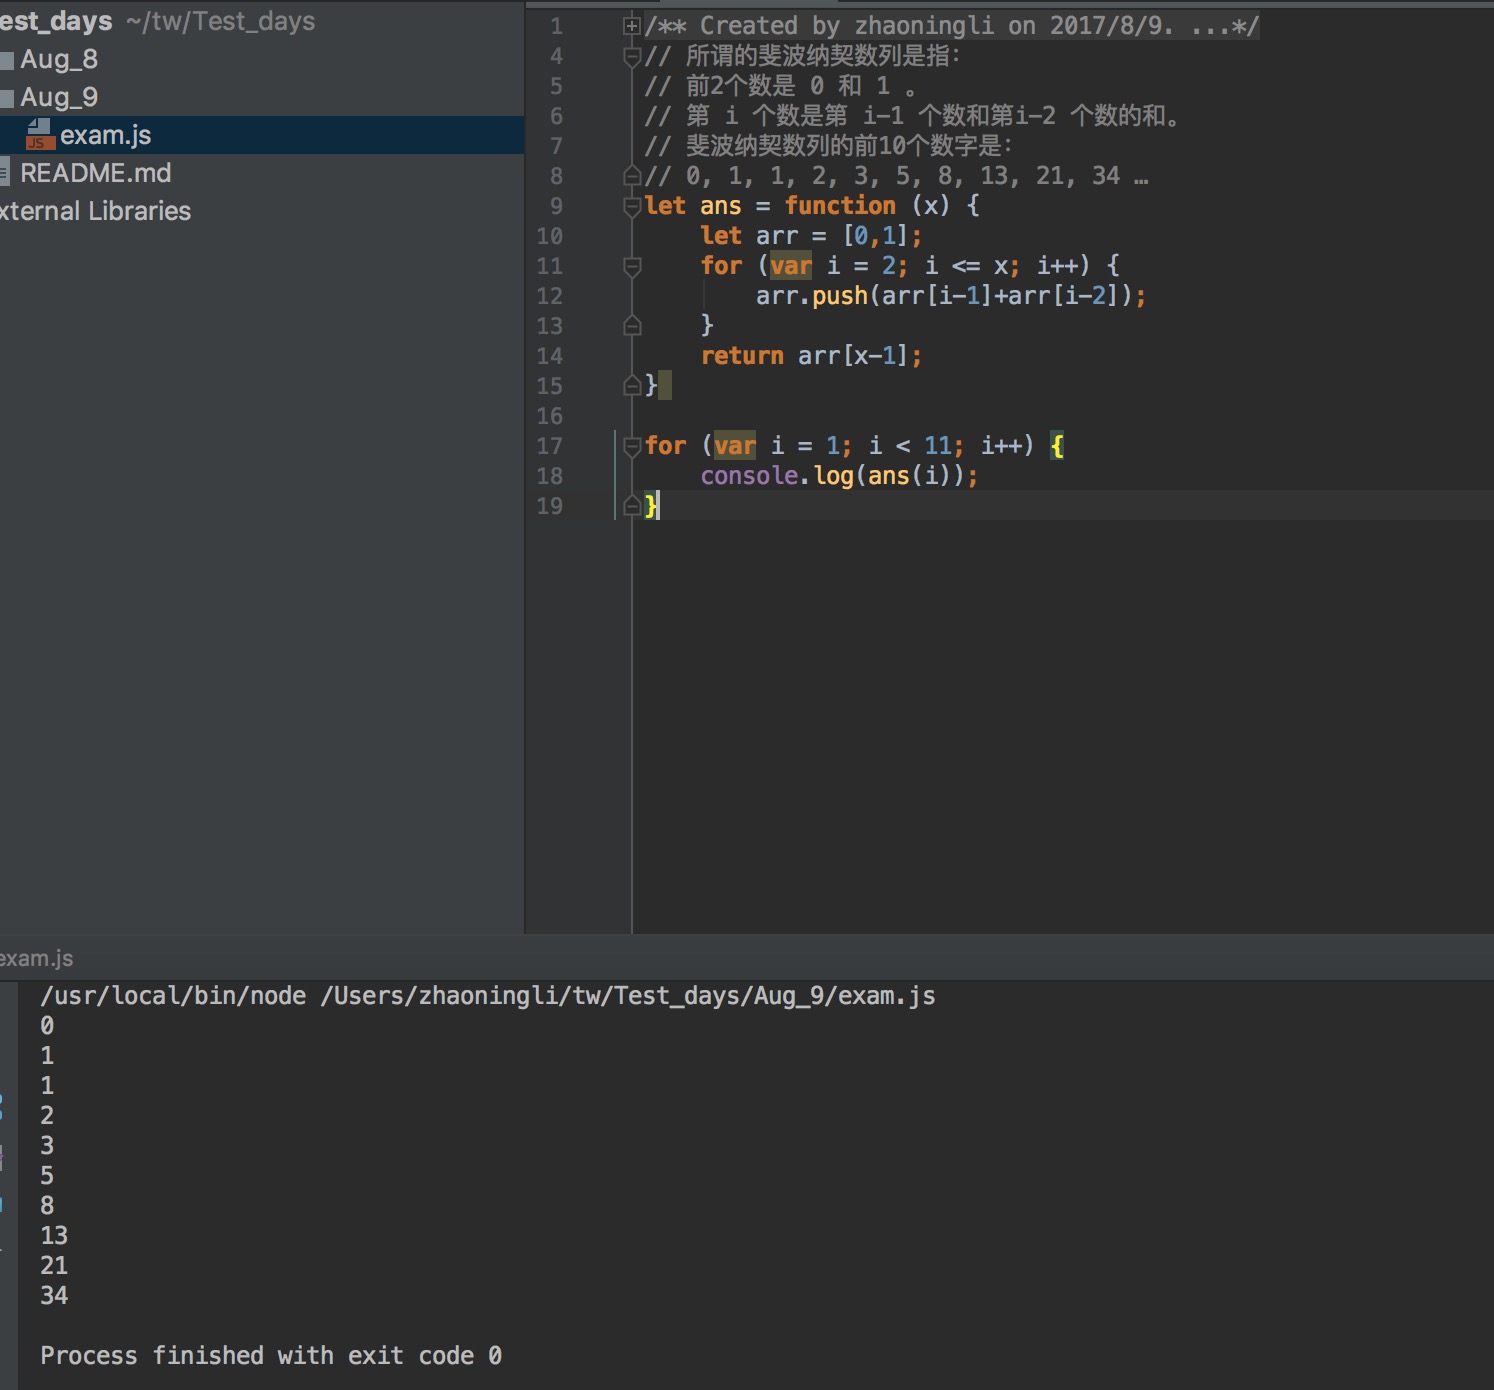 est_days ~/tw/Test_days
Aug_8
Aug_9
JS exam.js
README.md
xternal Libraries
1 /** Created by zhaoningli on 2017/8/9. ...*/
4 // 所谓的斐波纳契数列是指:
5 // 前2个数是 0 和 1 。
6 // 第 i 个数是第 i-1 个数和第i-2 个数的和。
7 // 斐波纳契数列的前10个数字是:
8 // 0, 1, 1, 2, 3, 5, 8, 13, 21, 34 …
9 let ans = function (x) {
10     let arr = [0,1];
11     for (var i = 2; i <= x; i++) {
12         arr.push(arr[i-1]+arr[i-2]);
13     }
14     return arr[x-1];
15 }
16
17 for (var i = 1; i < 11; i++) {
18     console.log(ans(i));
19 }
exam.js
/usr/local/bin/node /Users/zhaoningli/tw/Test_days/Aug_9/exam.js
0
1
1
2
3
5
8
13
21
34
Process finished with exit code 0